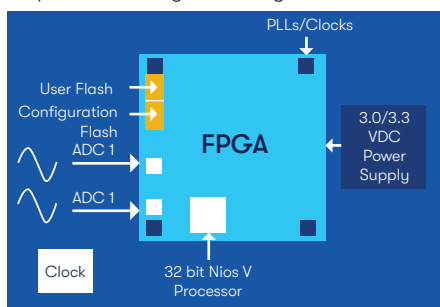 PLLs/Clocks
User Flash
Configuration
Flash
FPGA
ADC 1
ADC 1
3.0/3.3
VDC
Power
Supply
Clock
32 bit Nios V
Processor